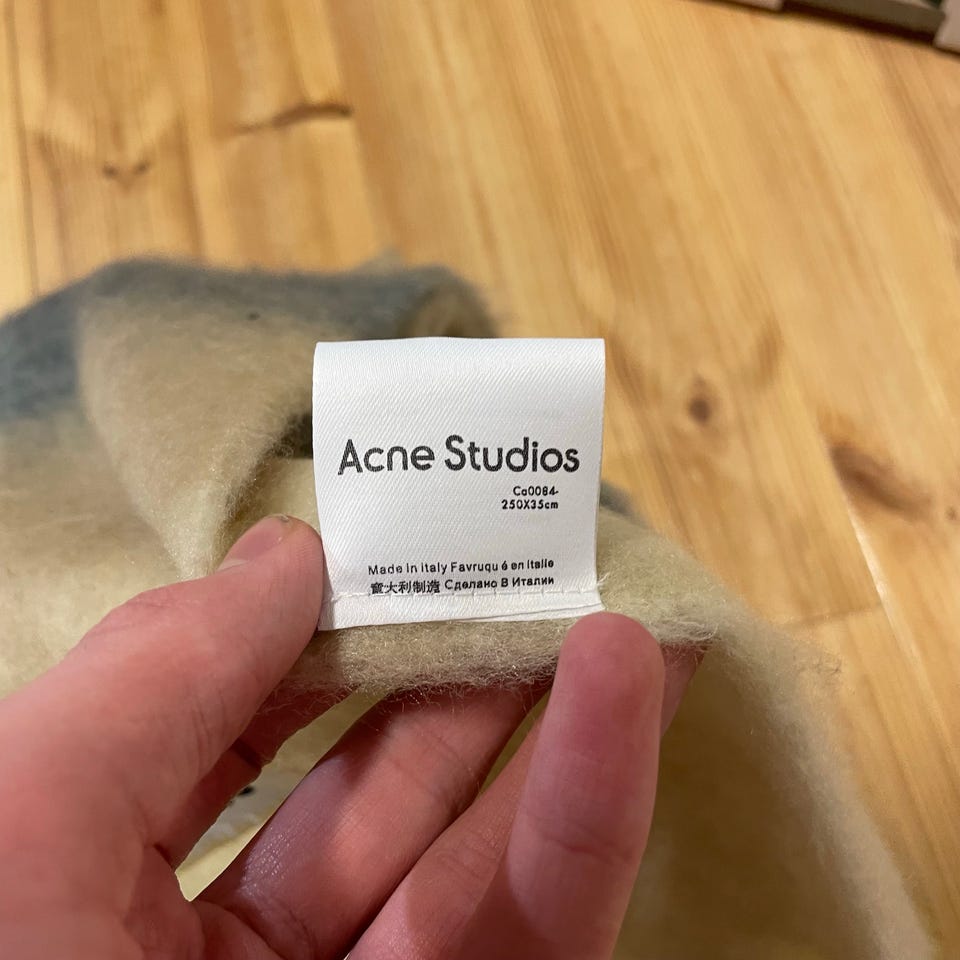 Acne Studios
Ca0084-
250X35cm
Made in italy Favruqu é en italie
意大利制造 Сделано В Италии